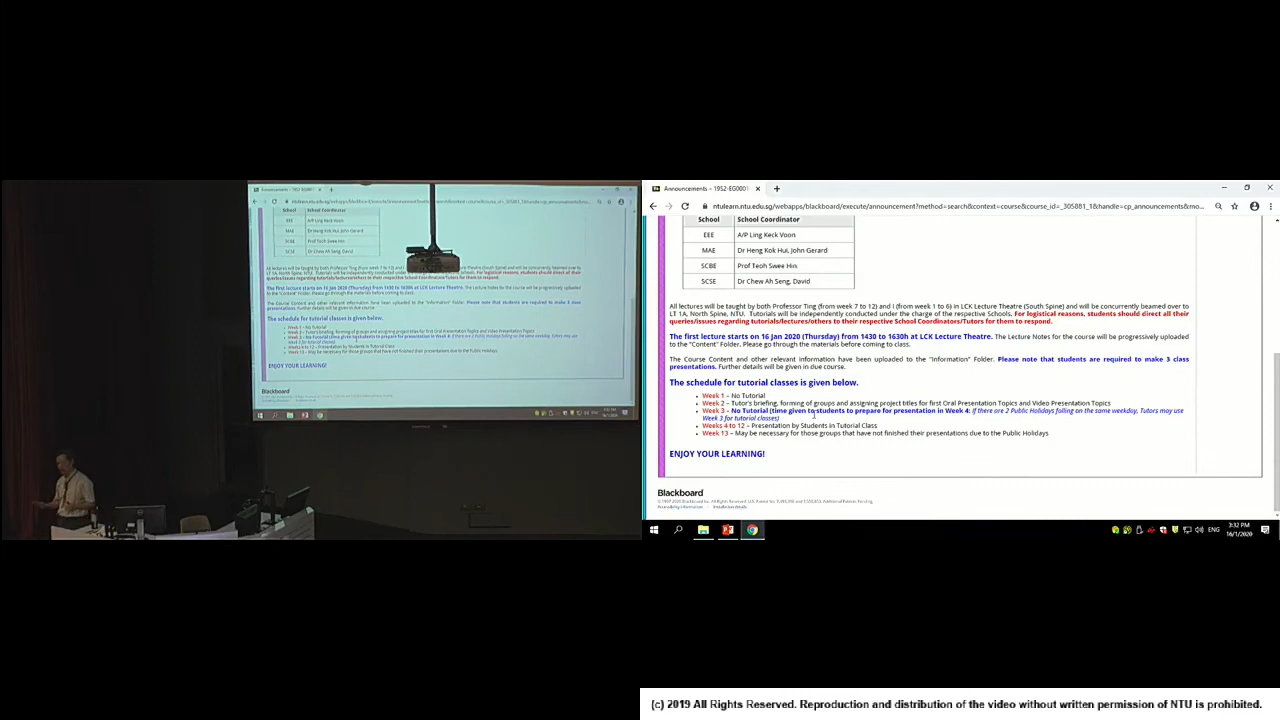 Announcements – 19S2-EG0001
ntulearn.ntu.edu.sg/webapps/blackboard/execute/announcement?method=search&context=course&course_id=_305881_1&handle=cp_announcements&mo...
School School Coordinator
EEE A/P Ling Keck Voon
MAE Dr Heng Kok Hui, John Gerard
SCBE Prof Teoh Swee Hin
SCSE Dr Chew Ah Seng, David
All lectures will be taught by both Professor Ting (from week 7 to 12) and I (from week 1 to 6) in LCK Lecture Theatre (South Spine) and will be concurrently beamed over to
LT 1A, North Spine, NTU. Tutorials will be independently conducted under the charge of the respective Schools. For logistical reasons, students should direct all their
queries/issues regarding tutorials/lectures/others to their respective School Coordinators/Tutors for them to respond.
The first lecture starts on 16 Jan 2020 (Thursday) from 1430 to 1630h at LCK Lecture Theatre. The Lecture Notes for the course will be progressively uploaded
to the "Content" Folder. Please go through the materials before coming to class.
The Course Content and other relevant information have been uploaded to the "Information" Folder. Please note that students are required to make 3 class
presentations. Further details will be given in due course.
The schedule for tutorial classes is given below.
Week 1 – No Tutorial
Week 2 – Tutor's briefing, forming of groups and assigning project titles for first Oral Presentation Topics and Video Presentation Topics
Week 3 – No Tutorial (time given to students to prepare for presentation in Week 4; If there are 2 Public Holidays falling on the same weekday, Tutors may use
Week 3 for tutorial classes)
Weeks 4 to 12 – Presentation by Students in Tutorial Class
Week 13 – May be necessary for those groups that have not finished their presentations due to the Public Holidays
ENJOY YOUR LEARNING!
Blackboard
ENG
3:32 PM
16/1/2020
(c) 2019 All Rights Reserved. Reproduction and distribution of the video without written permission of NTU is prohibited.